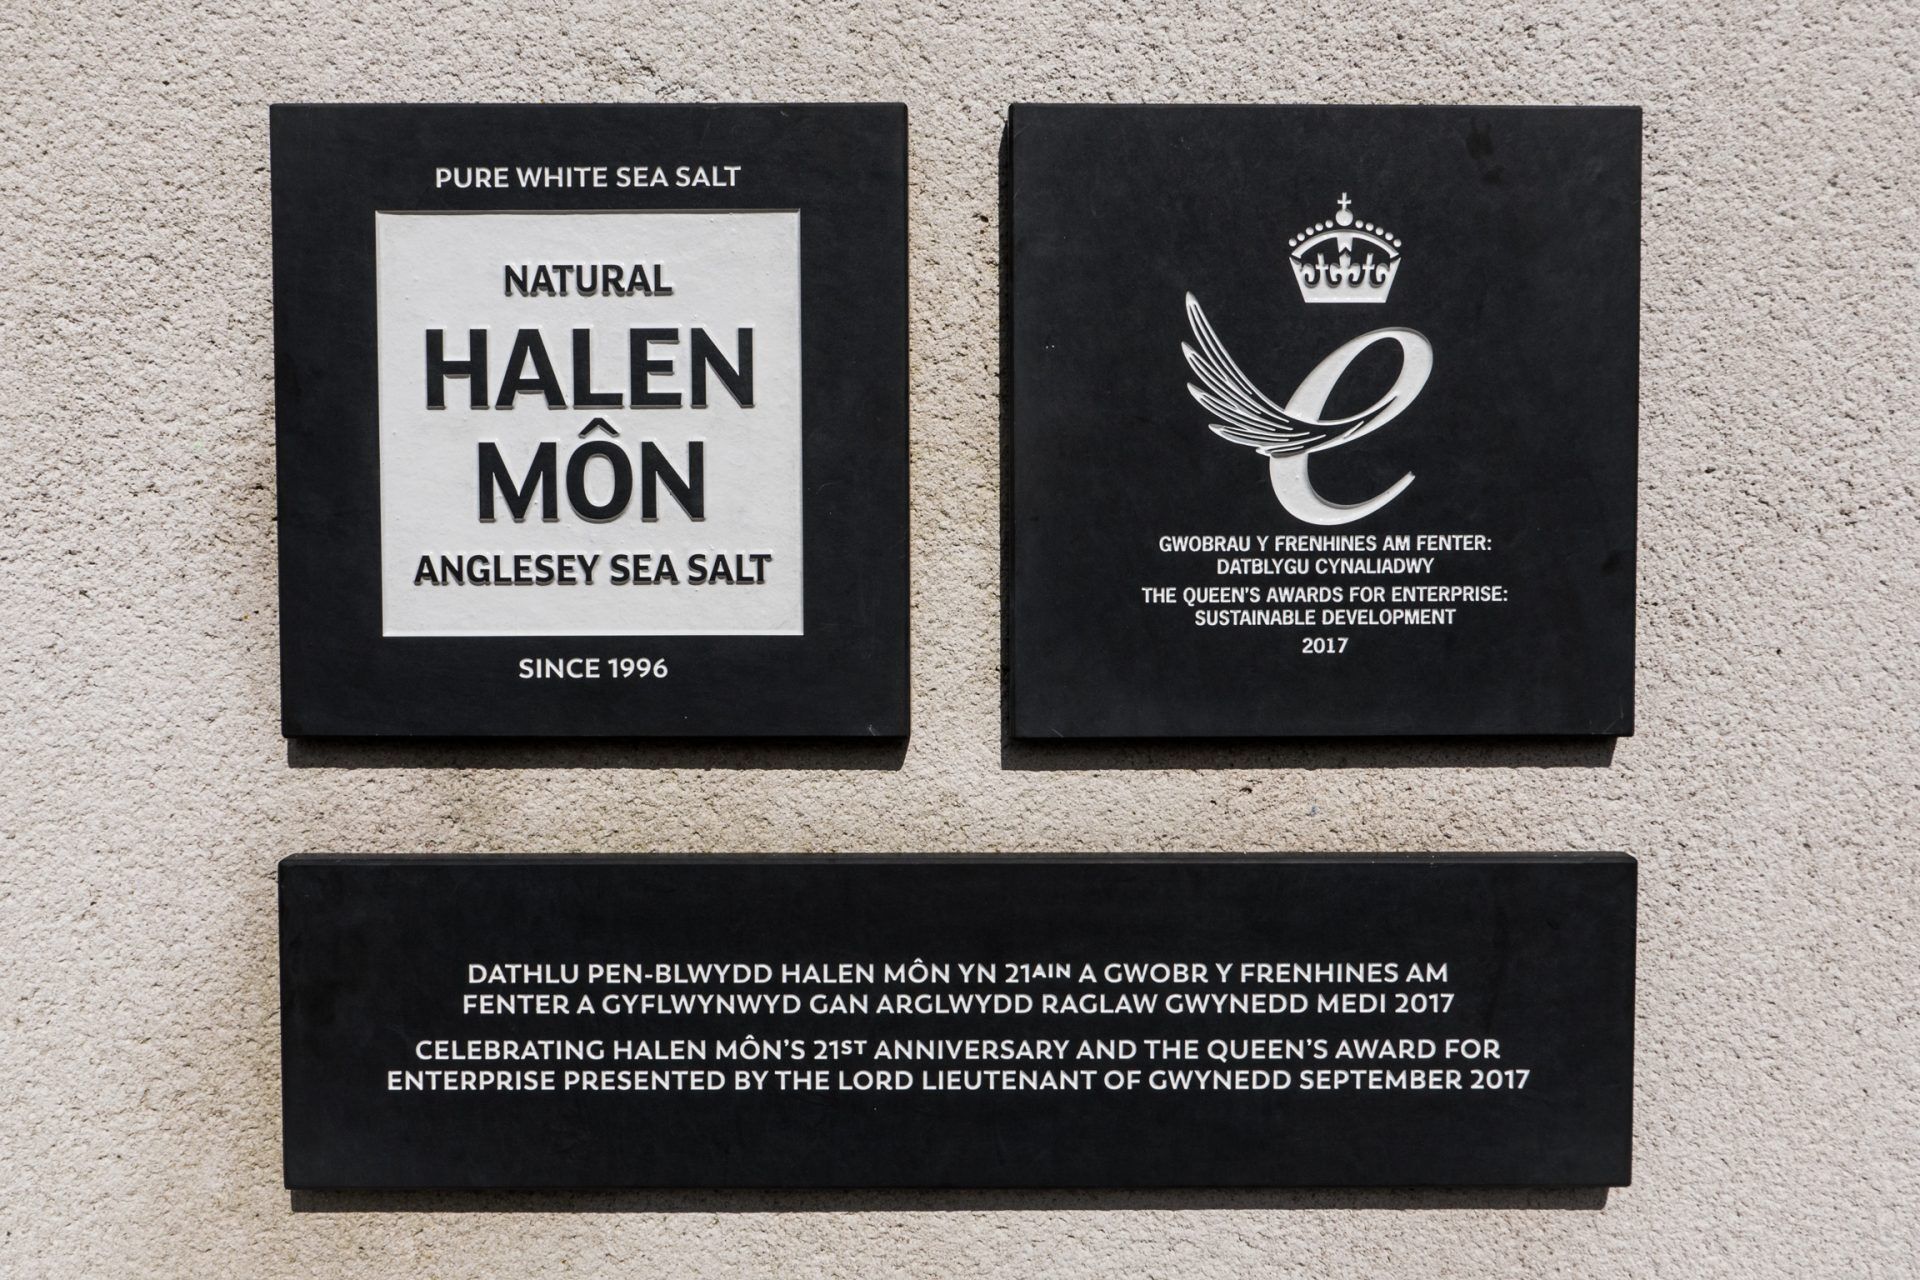 PURE WHITE SEA SALT
NATURAL
HALEN
MÔN
ANGLESEY SEA SALT
SINCE 1996
e
GWOBRAU Y FRENHINES AM FENTER:
DATBLYGU CYNALIADWY
THE QUEEN'S AWARDS FOR ENTERPRISE:
SUSTAINABLE DEVELOPMENT
2017
DATHLU PEN-BLWYDD HALEN MÔN YN 21AIN A GWOBR Y FRENHINES AM
FENTER A GYFLWYNWYD GAN ARGLWYDD RAGLAW GWYNEDD MEDI 2017
CELEBRATING HALEN MÔN'S 21ST ANNIVERSARY AND THE QUEEN'S AWARD FOR
ENTERPRISE PRESENTED BY THE LORD LIEUTENANT OF GWYNEDD SEPTEMBER 2017